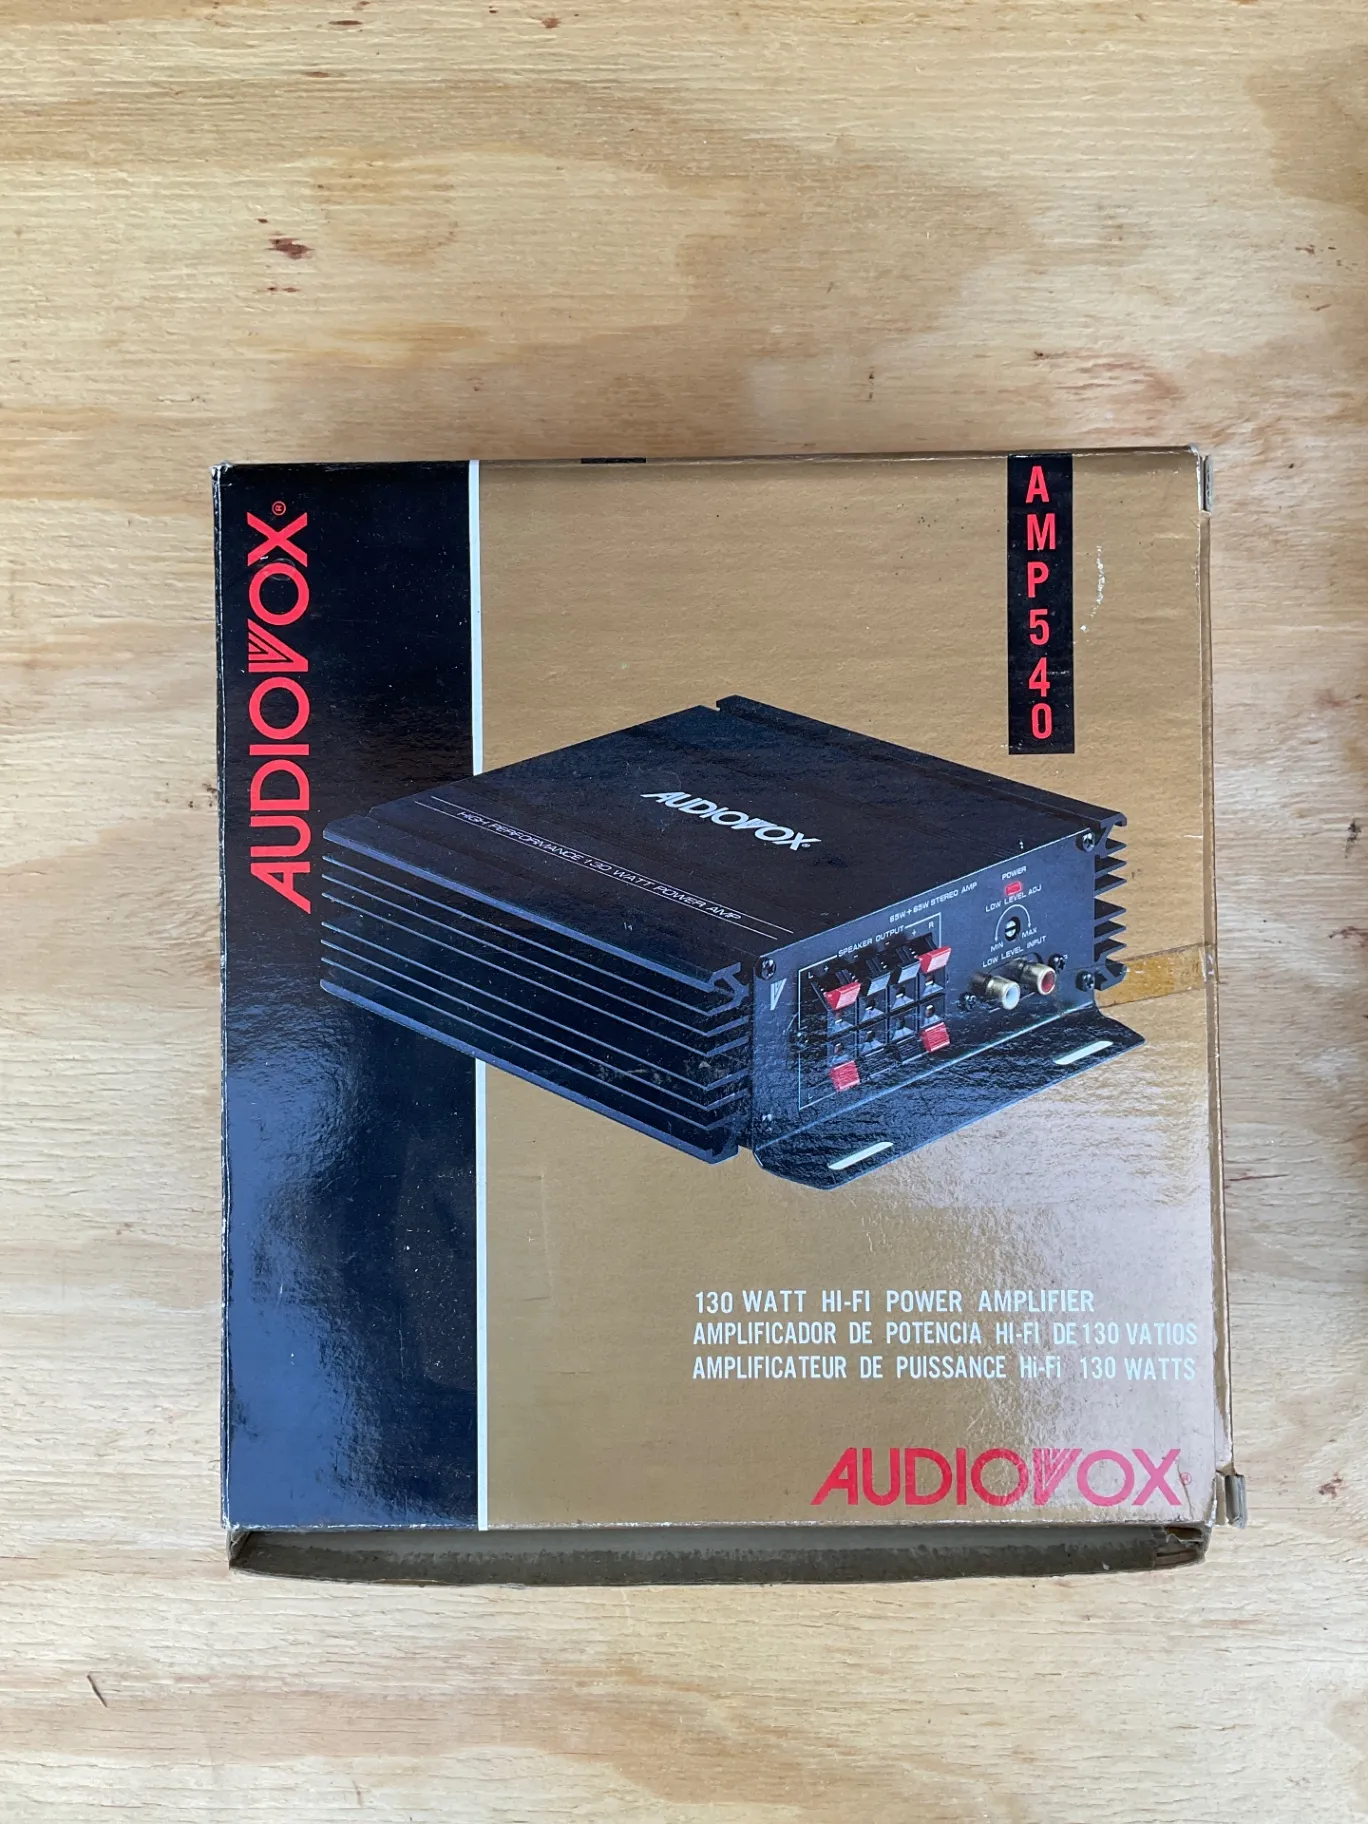 AUDIOVOX®
AMP540
AUDIOVOX®
HIGH PERFORMANCE 130 WATT POWER AMP
65W + 65W STEREO AMP
POWER
LOW LEVEL ADJ
MIN MAX
LOW LEVEL INPUT
SPEAKER OUTPUT
L - + R
130 WATT HI-FI POWER AMPLIFIER
AMPLIFICADOR DE POTENCIA HI-FI DE 130 VATIOS
AMPLIFICATEUR DE PUISSANCE Hi-Fi 130 WATTS
AUDIOVOX®